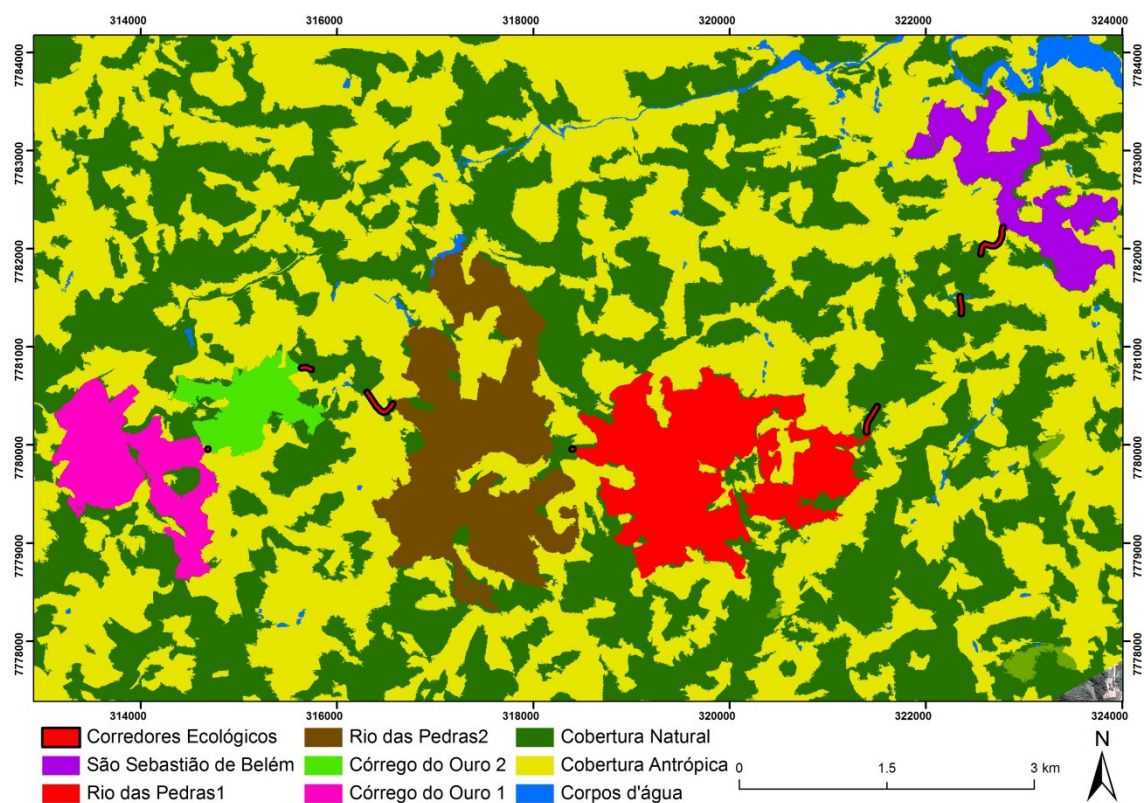 314000 316000 318000 320000 322000 324000
7784000 7784000
7783000 7783000
7782000 7782000
7781000 7781000
7780000 7780000
7779000 7779000
7778000 7778000
314000 316000 318000 320000 322000 324000
Corredores Ecológicos Rio das Pedras2 Cobertura Natural
São Sebastião de Belém Córrego do Ouro 2 Cobertura Antrópica
Rio das Pedras1 Córrego do Ouro 1 Corpos d'água
0 1.5 3 km
N